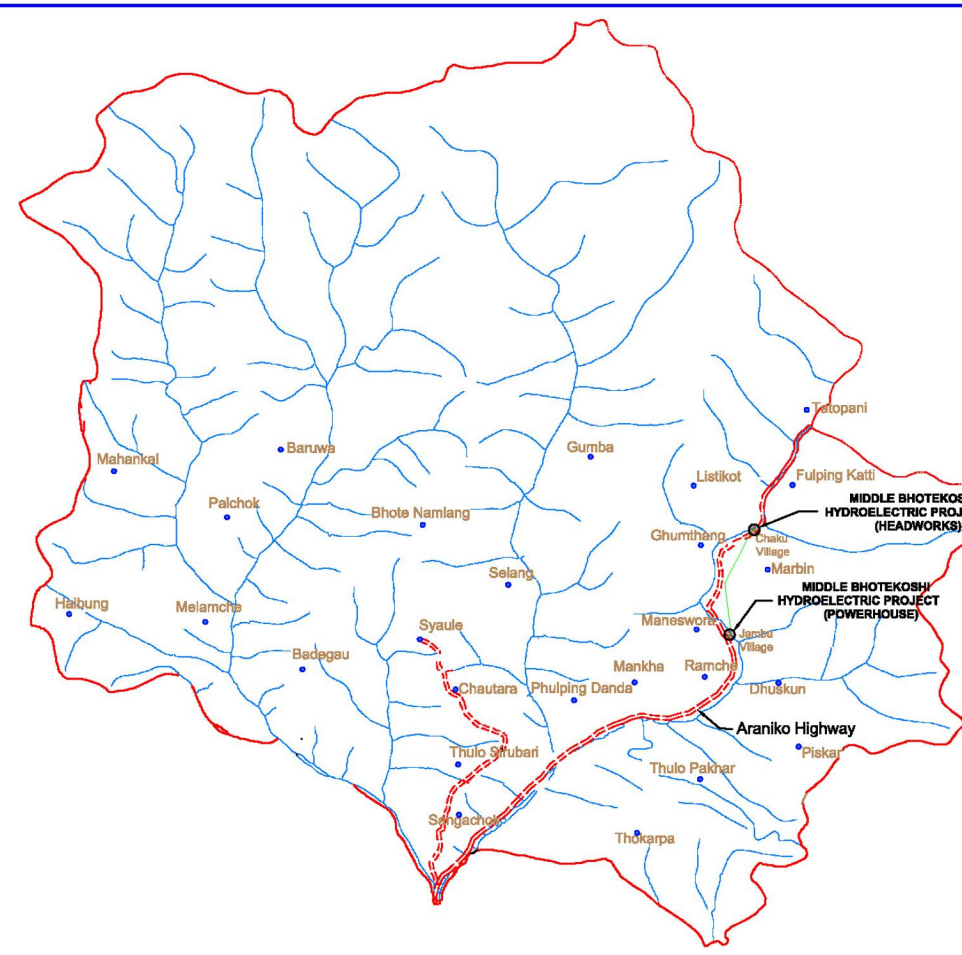 Tatopani
Baruwa
Gumba
Mahankal
Listikot
Fulping Katti
MIDDLE BHOTEKOS
HYDROELECTRIC PROJ
(HEADWORKS)
Palchok
Bhote Namlang
Ghumthang
Chaku
Village
Marbin
Selang
MIDDLE BHOTEKOSHI
HYDROELECTRIC PROJECT
(POWERHOUSE)
Haibung
Melamche
Syaule
Maneswora
Jambu
Village
Badegau
Mankha
Ramche
Chautara
Phulping Danda
Dhuskun
Araniko Highway
Thulo Sirubari
Piskar
Thulo Pakhar
Sangachok
Thokarpa